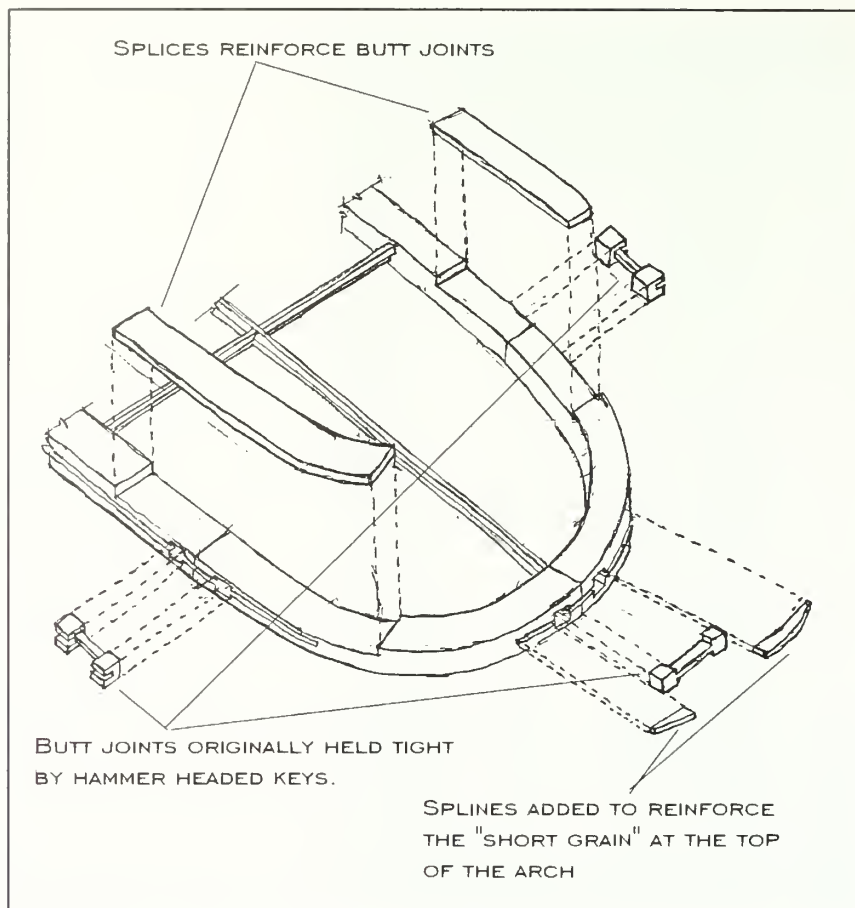 SPLICES REINFORCE BUTT JOINTS
BUTT JOINTS ORIGINALLY HELD TIGHT
BY HAMMER HEADED KEYS.
SPLINES ADDED TO REINFORCE
THE "SHORT GRAIN" AT THE TOP
OF THE ARCH